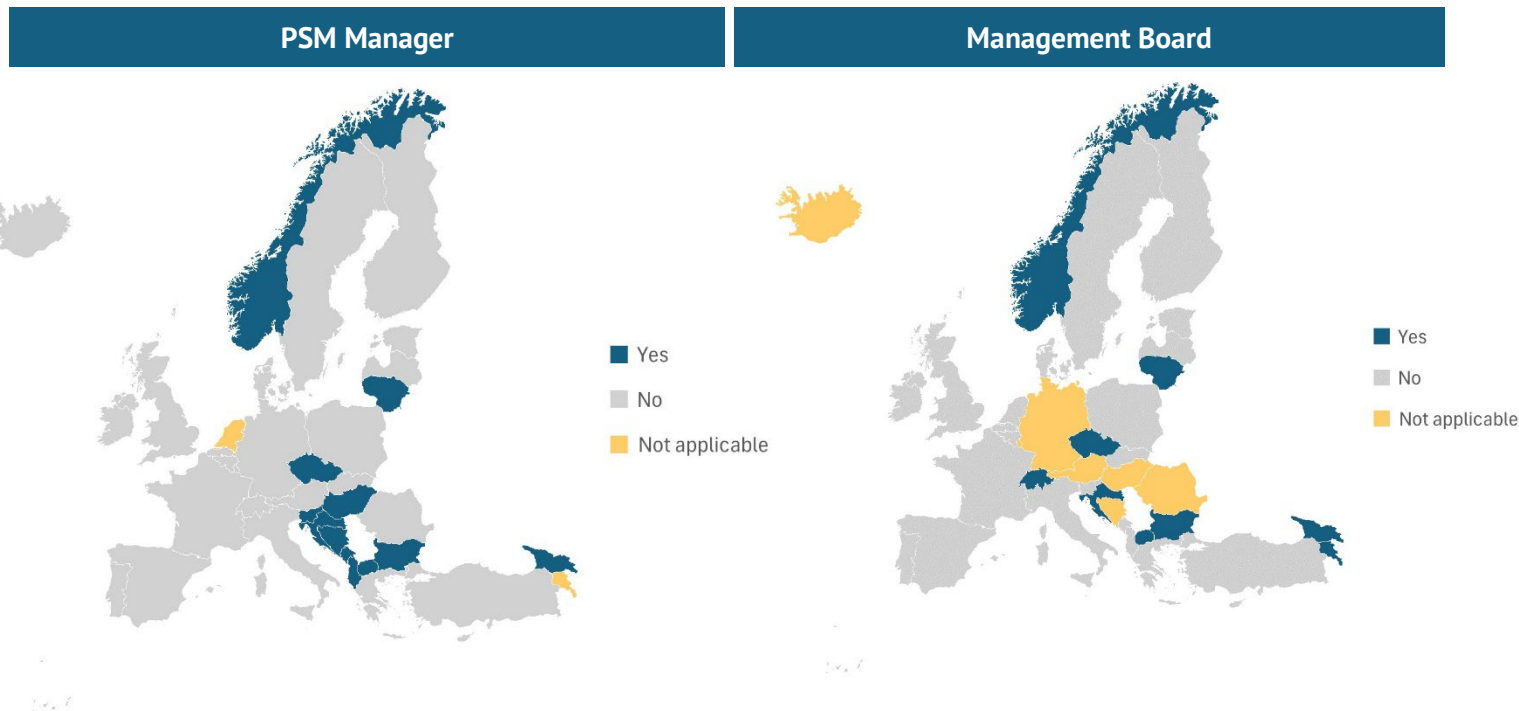 PSM Manager
Management Board
Yes
No
Not applicable
Yes
No
Not applicable